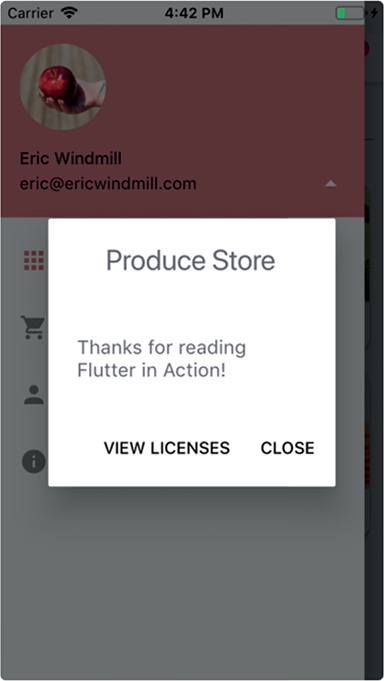 Carrier 4:42 PM
Eric Windmill
eric@ericwindmill.com
Produce Store
Thanks for reading
Flutter in Action!
VIEW LICENSES CLOSE